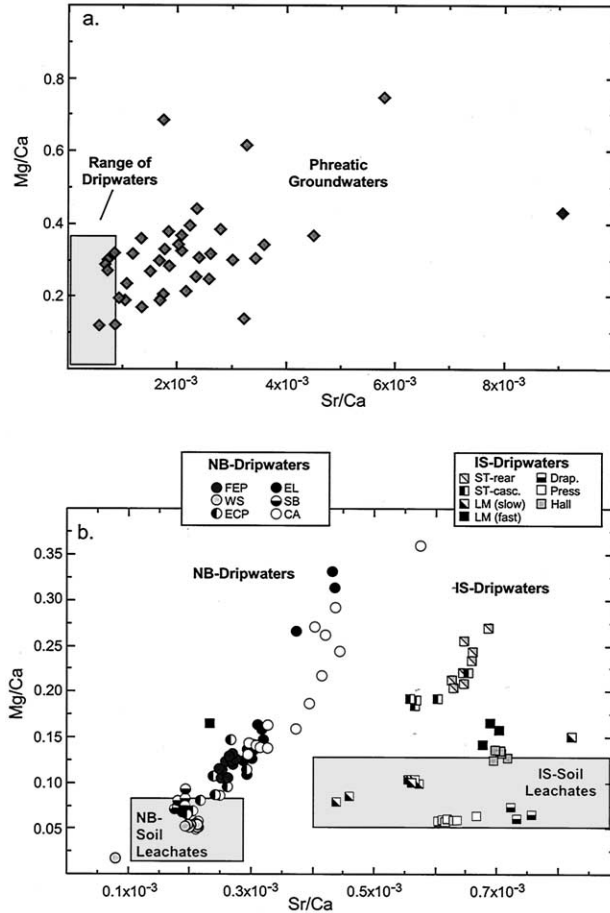 a.
0.8
0.6
0.4
0.2
Mg/Ca
Range of
Dripwaters
Phreatic
Groundwaters
2x10-3
4x10-3
6x10-3
8x10-3
Sr/Ca
NB-Dripwaters
FEP
EL
WS
SB
ECP
CA
IS-Dripwaters
ST-rear
Drap.
ST-casc.
Press
LM (slow)
Hall
LM (fast)
b.
0.35
0.30
0.25
0.20
0.15
0.10
0.05
Mg/Ca
NB-Dripwaters
IS-Dripwaters
NB-
Soil
Leachates
IS-Soil
Leachates
0.1x10-3
0.3x10-3
0.5x10-3
0.7x10-3
Sr/Ca